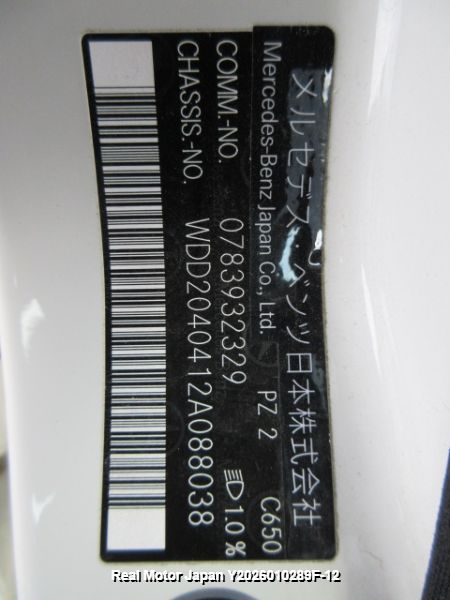 メルセデス ベンツ日本株式会社
Mercedes-Benz Japan Co., Ltd. PZ 2 C650
COMM.-NO. 0783932329 1.0 %
CHASSIS.-NO. WDD2040412A088038
Real Motor Japan Y2025010289F-12